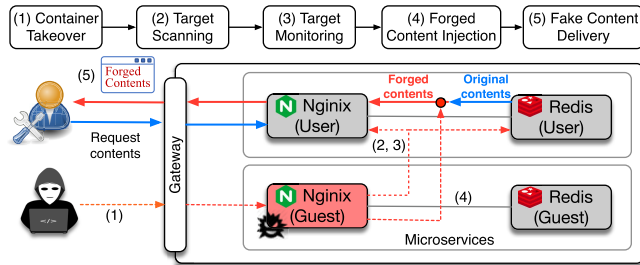 (1) Container
Takeover
(2) Target
Scanning
(3) Target
Monitoring
(4) Forged
Content Injection
(5) Fake Content
Delivery
(5)
Forged
Contents
Request
contents
(1)
</>
Gateway
Forged
contents
Original
contents
Nginix
(User)
Redis
(User)
(2, 3)
Nginix
(Guest)
(4)
Redis
(Guest)
Microservices